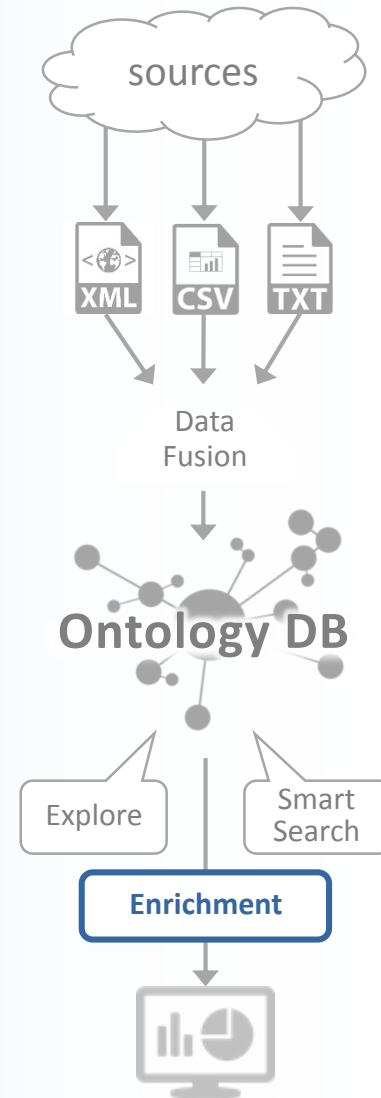 sources
< >
XML
CSV
TXT
Data
Fusion
Ontology DB
Explore
Smart
Search
Enrichment